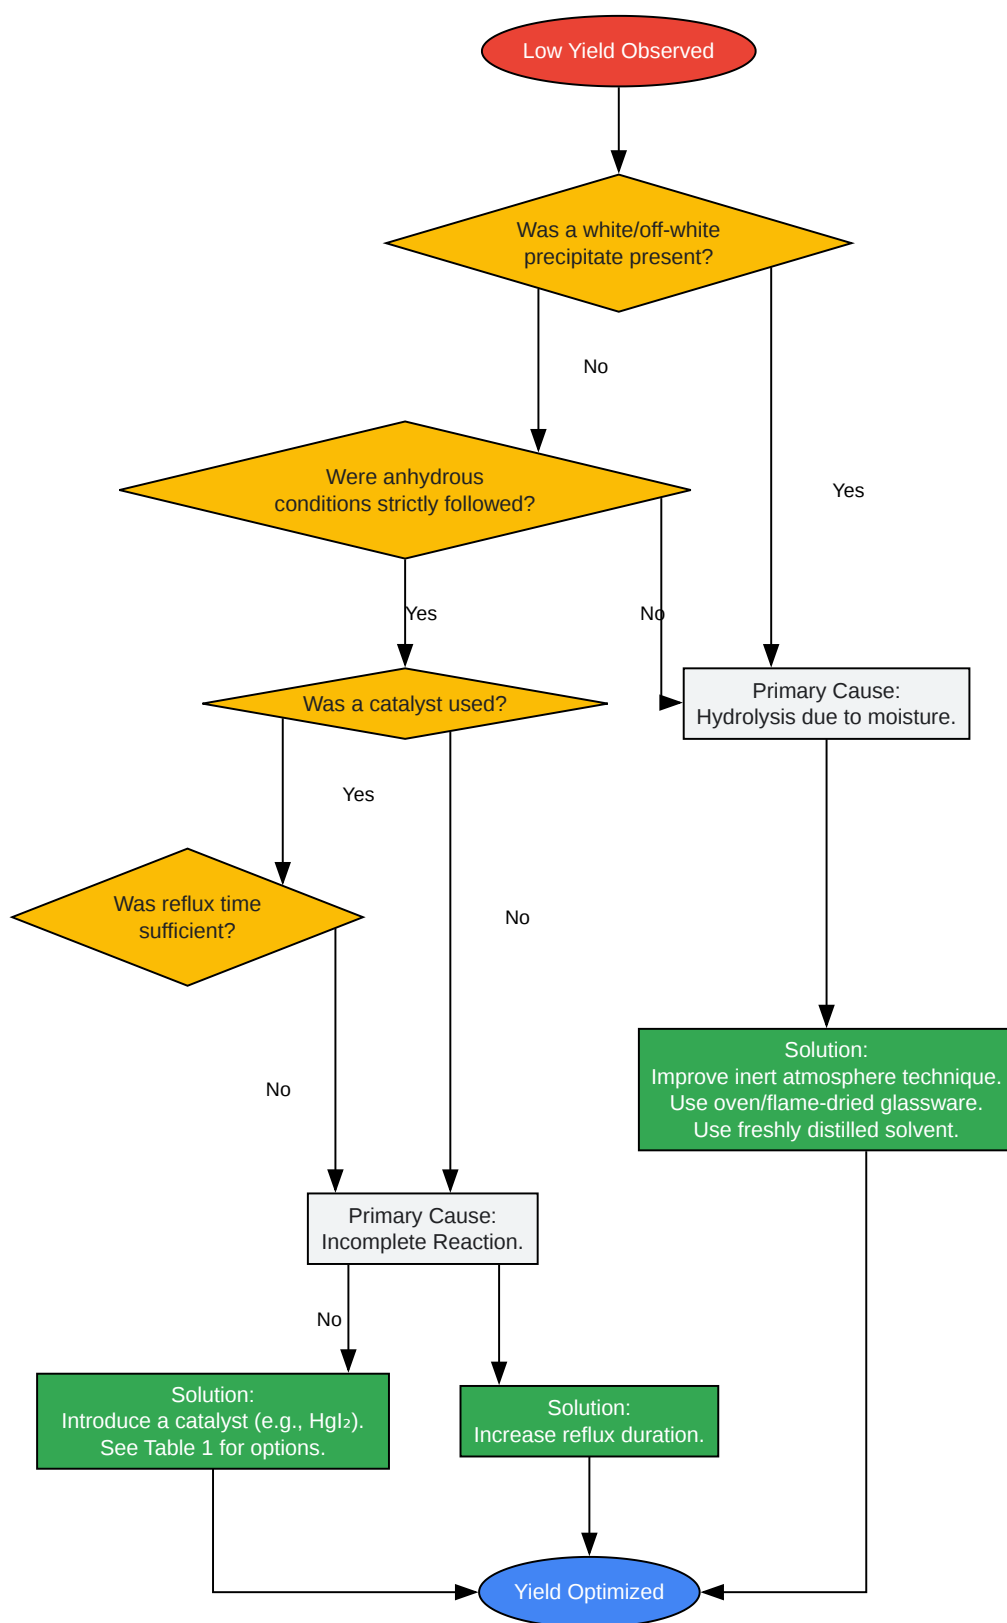 Low Yield Observed
Was a white/off-white
precipitate present?
No
Were anhydrous
conditions strictly followed?
Yes
Yes
No
Was a catalyst used?
Primary Cause:
Hydrolysis due to moisture.
Yes
Was reflux time
sufficient?
No
No
Solution:
Improve inert atmosphere technique.
Use oven/flame-dried glassware.
Use freshly distilled solvent.
Primary Cause:
Incomplete Reaction.
No
Solution:
Introduce a catalyst (e.g., HgI₂).
See Table 1 for options.
Solution:
Increase reflux duration.
Yield Optimized